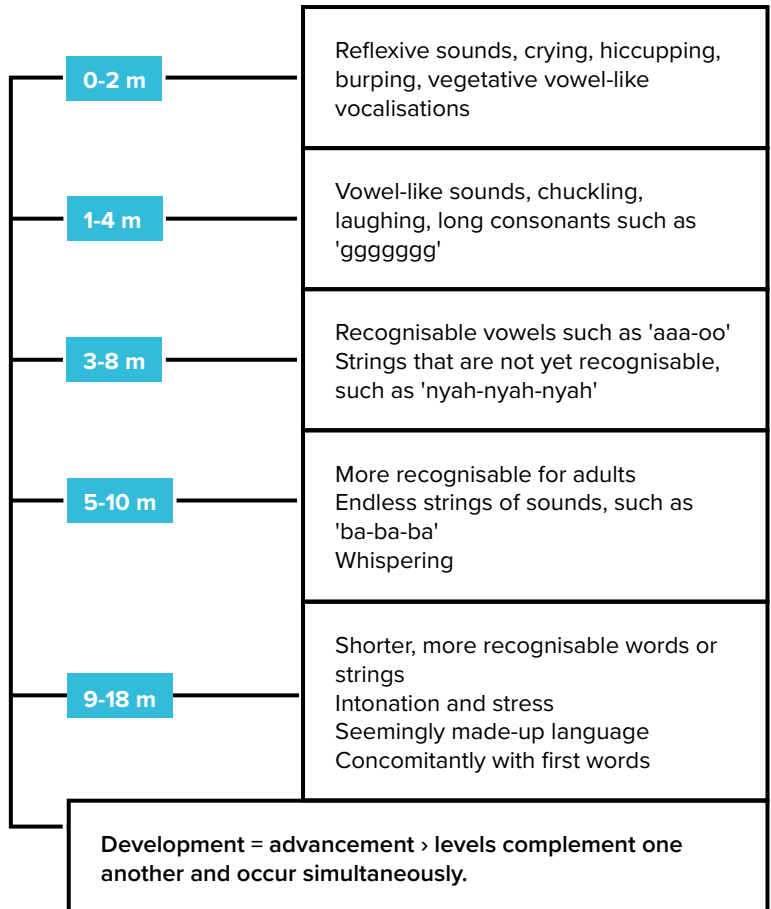 0-2 m
Reflexive sounds, crying, hiccupping,
burping, vegetative vowel-like
vocalisations
1-4 m
Vowel-like sounds, chuckling,
laughing, long consonants such as
'ggggggg'
3-8 m
Recognisable vowels such as 'aaa-oo'
Strings that are not yet recognisable,
such as 'nyah-nyah-nyah'
5-10 m
More recognisable for adults
Endless strings of sounds, such as
'ba-ba-ba'
Whispering
9-18 m
Shorter, more recognisable words or
strings
Intonation and stress
Seemingly made-up language
Concomitantly with first words
Development = advancement › levels complement one
another and occur simultaneously.